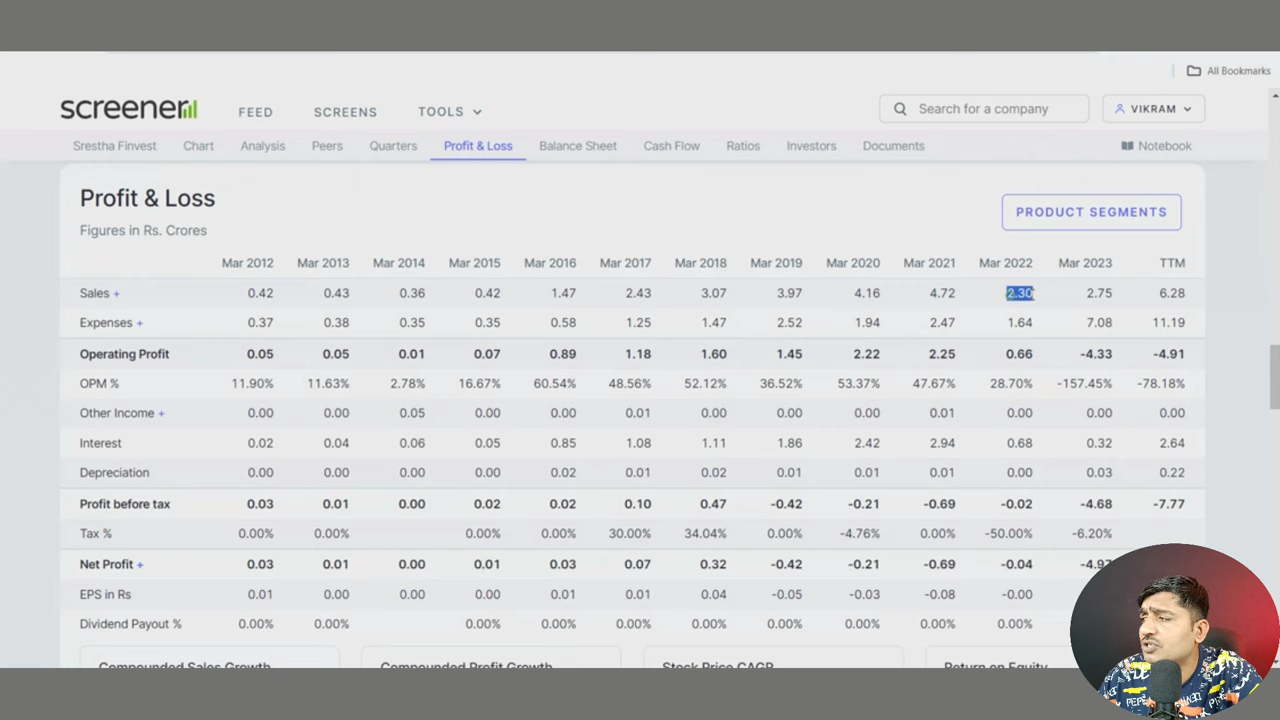 All Bookmarks
screener FEED SCREENS TOOLS Search for a company VIKRAM
Srestha Finvest Chart Analysis Peers Quarters Profit & Loss Balance Sheet Cash Flow Ratios Investors Documents Notebook
Profit & Loss
PRODUCT SEGMENTS
Figures in Rs. Crores
Mar 2012 Mar 2013 Mar 2014 Mar 2015 Mar 2016 Mar 2017 Mar 2018 Mar 2019 Mar 2020 Mar 2021 Mar 2022 Mar 2023 TTM
Sales + 0.42 0.43 0.36 0.42 1.47 2.43 3.07 3.97 4.16 4.72 2.30 2.75 6.28
Expenses + 0.37 0.38 0.35 0.35 0.58 1.25 1.47 2.52 1.94 2.47 1.64 7.08 11.19
Operating Profit 0.05 0.05 0.01 0.07 0.89 1.18 1.60 1.45 2.22 2.25 0.66 -4.33 -4.91
OPM % 11.90% 11.63% 2.78% 16.67% 60.54% 48.56% 52.12% 36.52% 53.37% 47.67% 28.70% -157.45% -78.18%
Other Income + 0.00 0.00 0.05 0.00 0.00 0.01 0.00 0.00 0.00 0.01 0.00 0.00 0.00
Interest 0.02 0.04 0.06 0.05 0.85 1.08 1.11 1.86 2.42 2.94 0.68 0.32 2.64
Depreciation 0.00 0.00 0.00 0.00 0.02 0.01 0.02 0.01 0.01 0.01 0.00 0.03 0.22
Profit before tax 0.03 0.01 0.00 0.02 0.02 0.10 0.47 -0.42 -0.21 -0.69 -0.02 -4.68 -7.77
Tax % 0.00% 0.00% 0.00% 0.00% 30.00% 34.04% 0.00% -4.76% 0.00% -50.00% -6.20%
Net Profit + 0.03 0.01 0.00 0.01 0.03 0.07 0.32 -0.42 -0.21 -0.69 -0.04 -4.97
EPS in Rs 0.01 0.00 0.00 0.00 0.01 0.01 0.04 -0.05 -0.03 -0.08 -0.00
Dividend Payout % 0.00% 0.00% 0.00% 0.00% 0.00% 0.00% 0.00% 0.00% 0.00% 0.00%
Compounded Sales Growth Compounded Profit Growth Stock Price CAGR Return on Equity